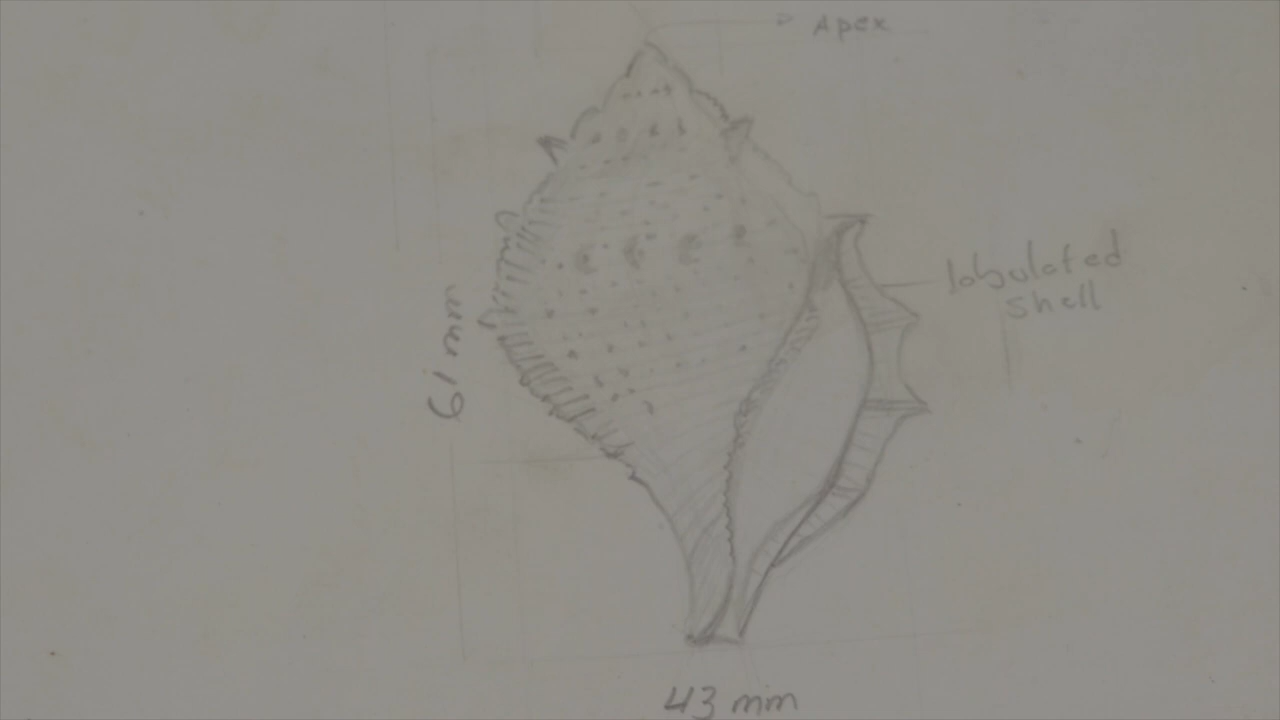 Apex
lobulated
shell
61 mm
43 mm